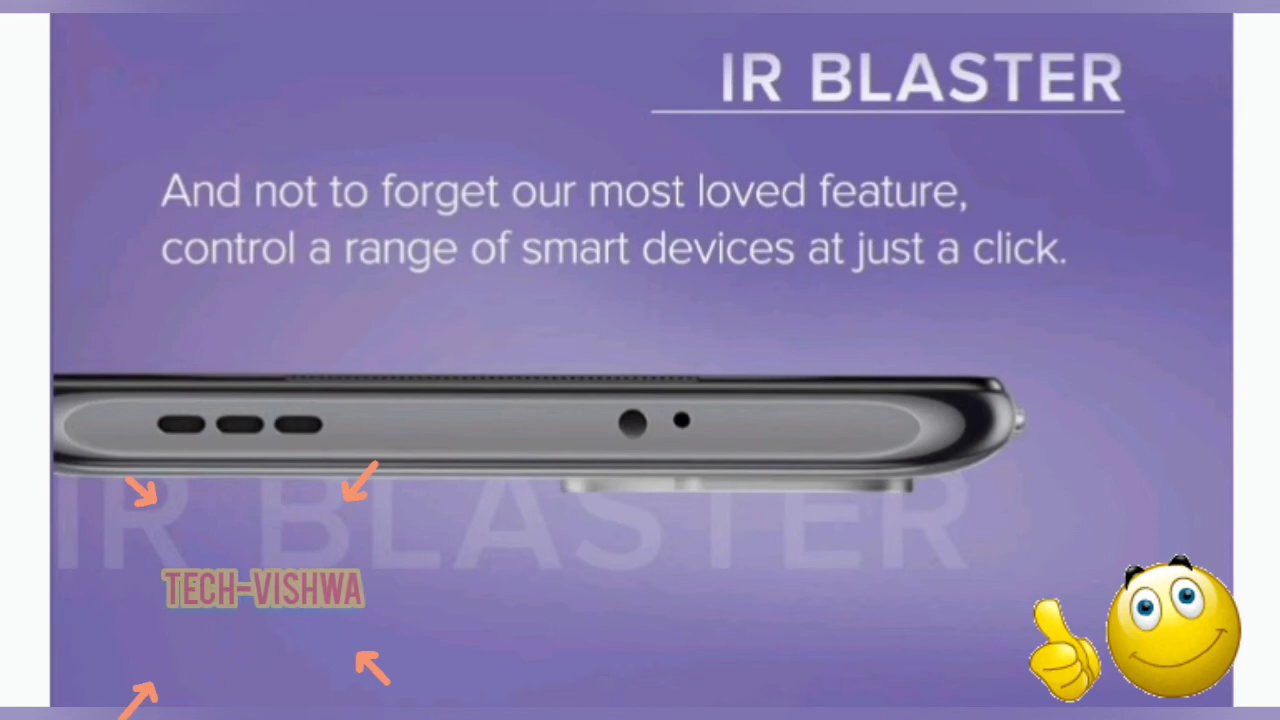 IR BLASTER
And not to forget our most loved feature,
control a range of smart devices at just a click.
IR BLASTER
TECH=VISHWA